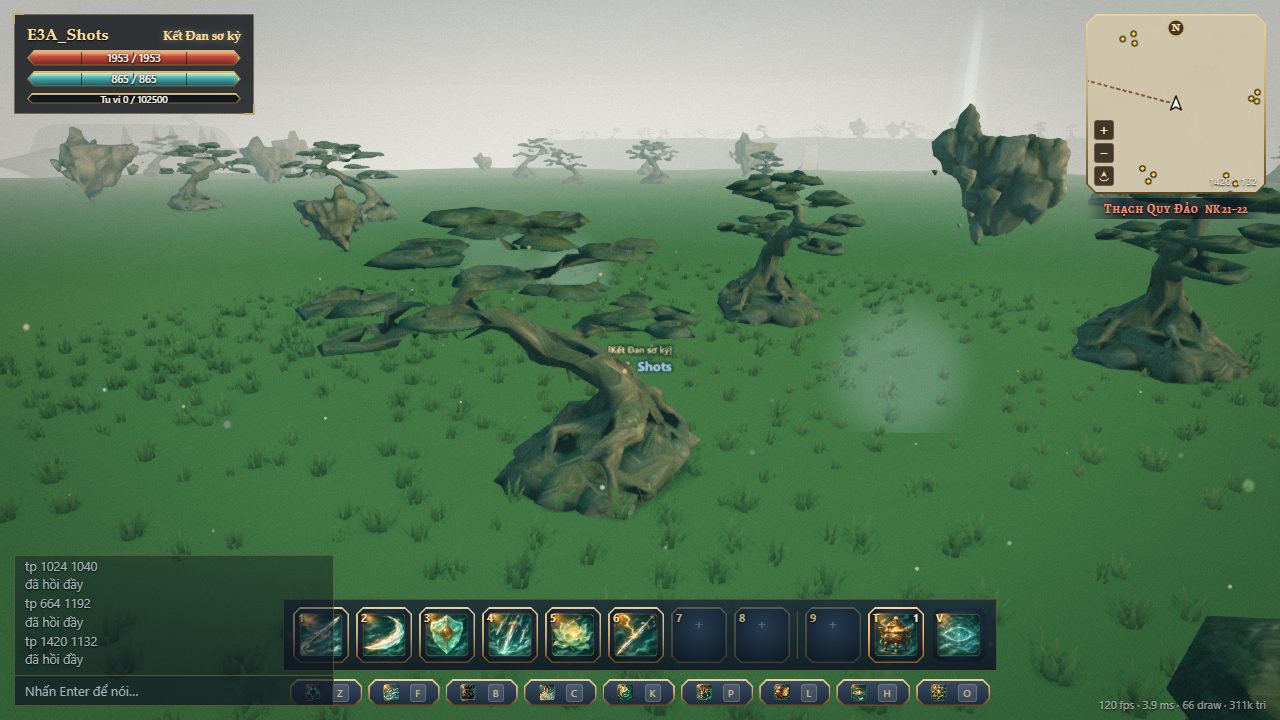 E3A_Shots Kết Đan sơ kỳ
1953 / 1953
865 / 865
Tu vi 0 / 102500
N
+
−
THẠCH QUY ĐẢO NK 21–22
[Kết Đan sơ kỳ]
Shots
tp 1024 1040
đã hồi đầy
tp 664 1192
đã hồi đầy
tp 1420 1132
đã hồi đầy
Nhấn Enter để nói...
1 2 3 4 5 6 7 + 8 + 9 + T 1 V
Z F B C K P L H O
120 fps · 3.9 ms · 66 draw · 311k tri